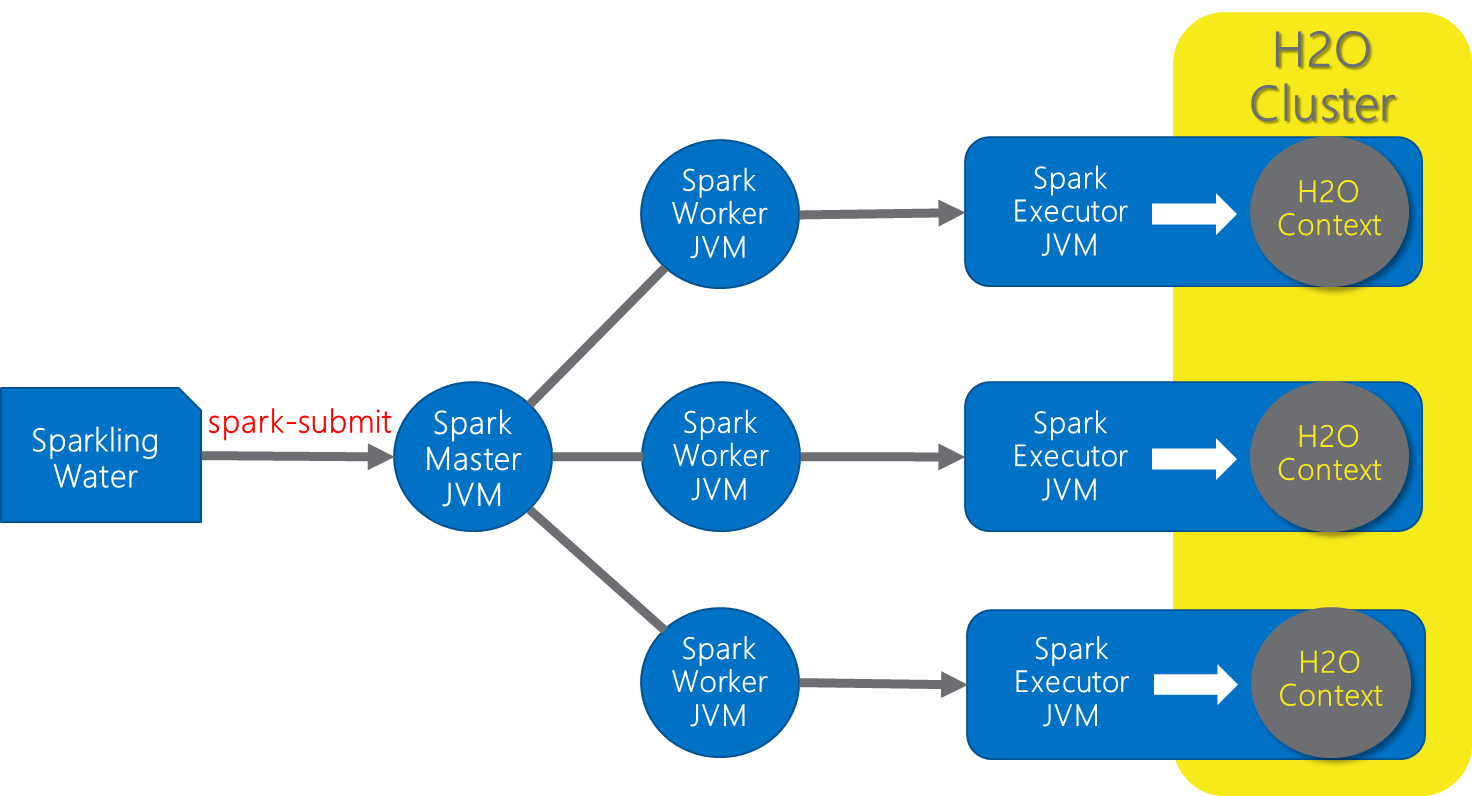 H2O
Cluster
Spark
Worker
JVM
Spark
Executor
JVM
H2O
Context
Sparkling
Water
spark-submit
Spark
Master
JVM
Spark
Worker
JVM
Spark
Executor
JVM
H2O
Context
Spark
Worker
JVM
Spark
Executor
JVM
H2O
Context